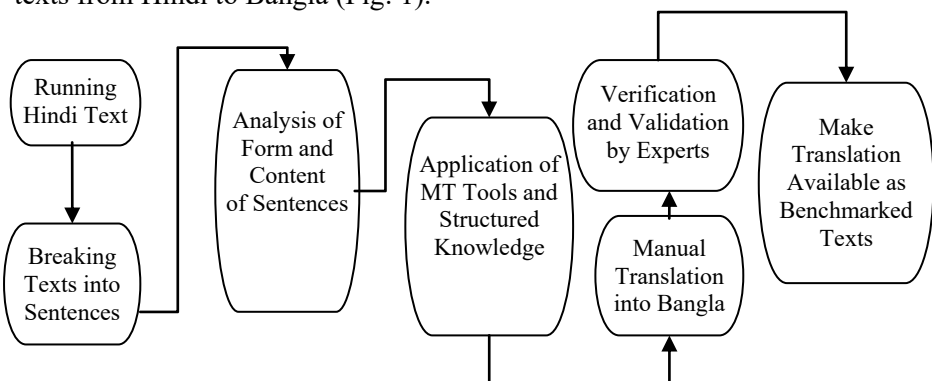 texts from Hindi to Bangla (Fig. 1).
Running
Hindi Text
Breaking
Texts into
Sentences
Analysis of
Form and
Content
of Sentences
Application of
MT Tools and
Structured
Knowledge
Manual
Translation
into Bangla
Verification
and Validation
by Experts
Make
Translation
Available as
Benchmarked
Texts